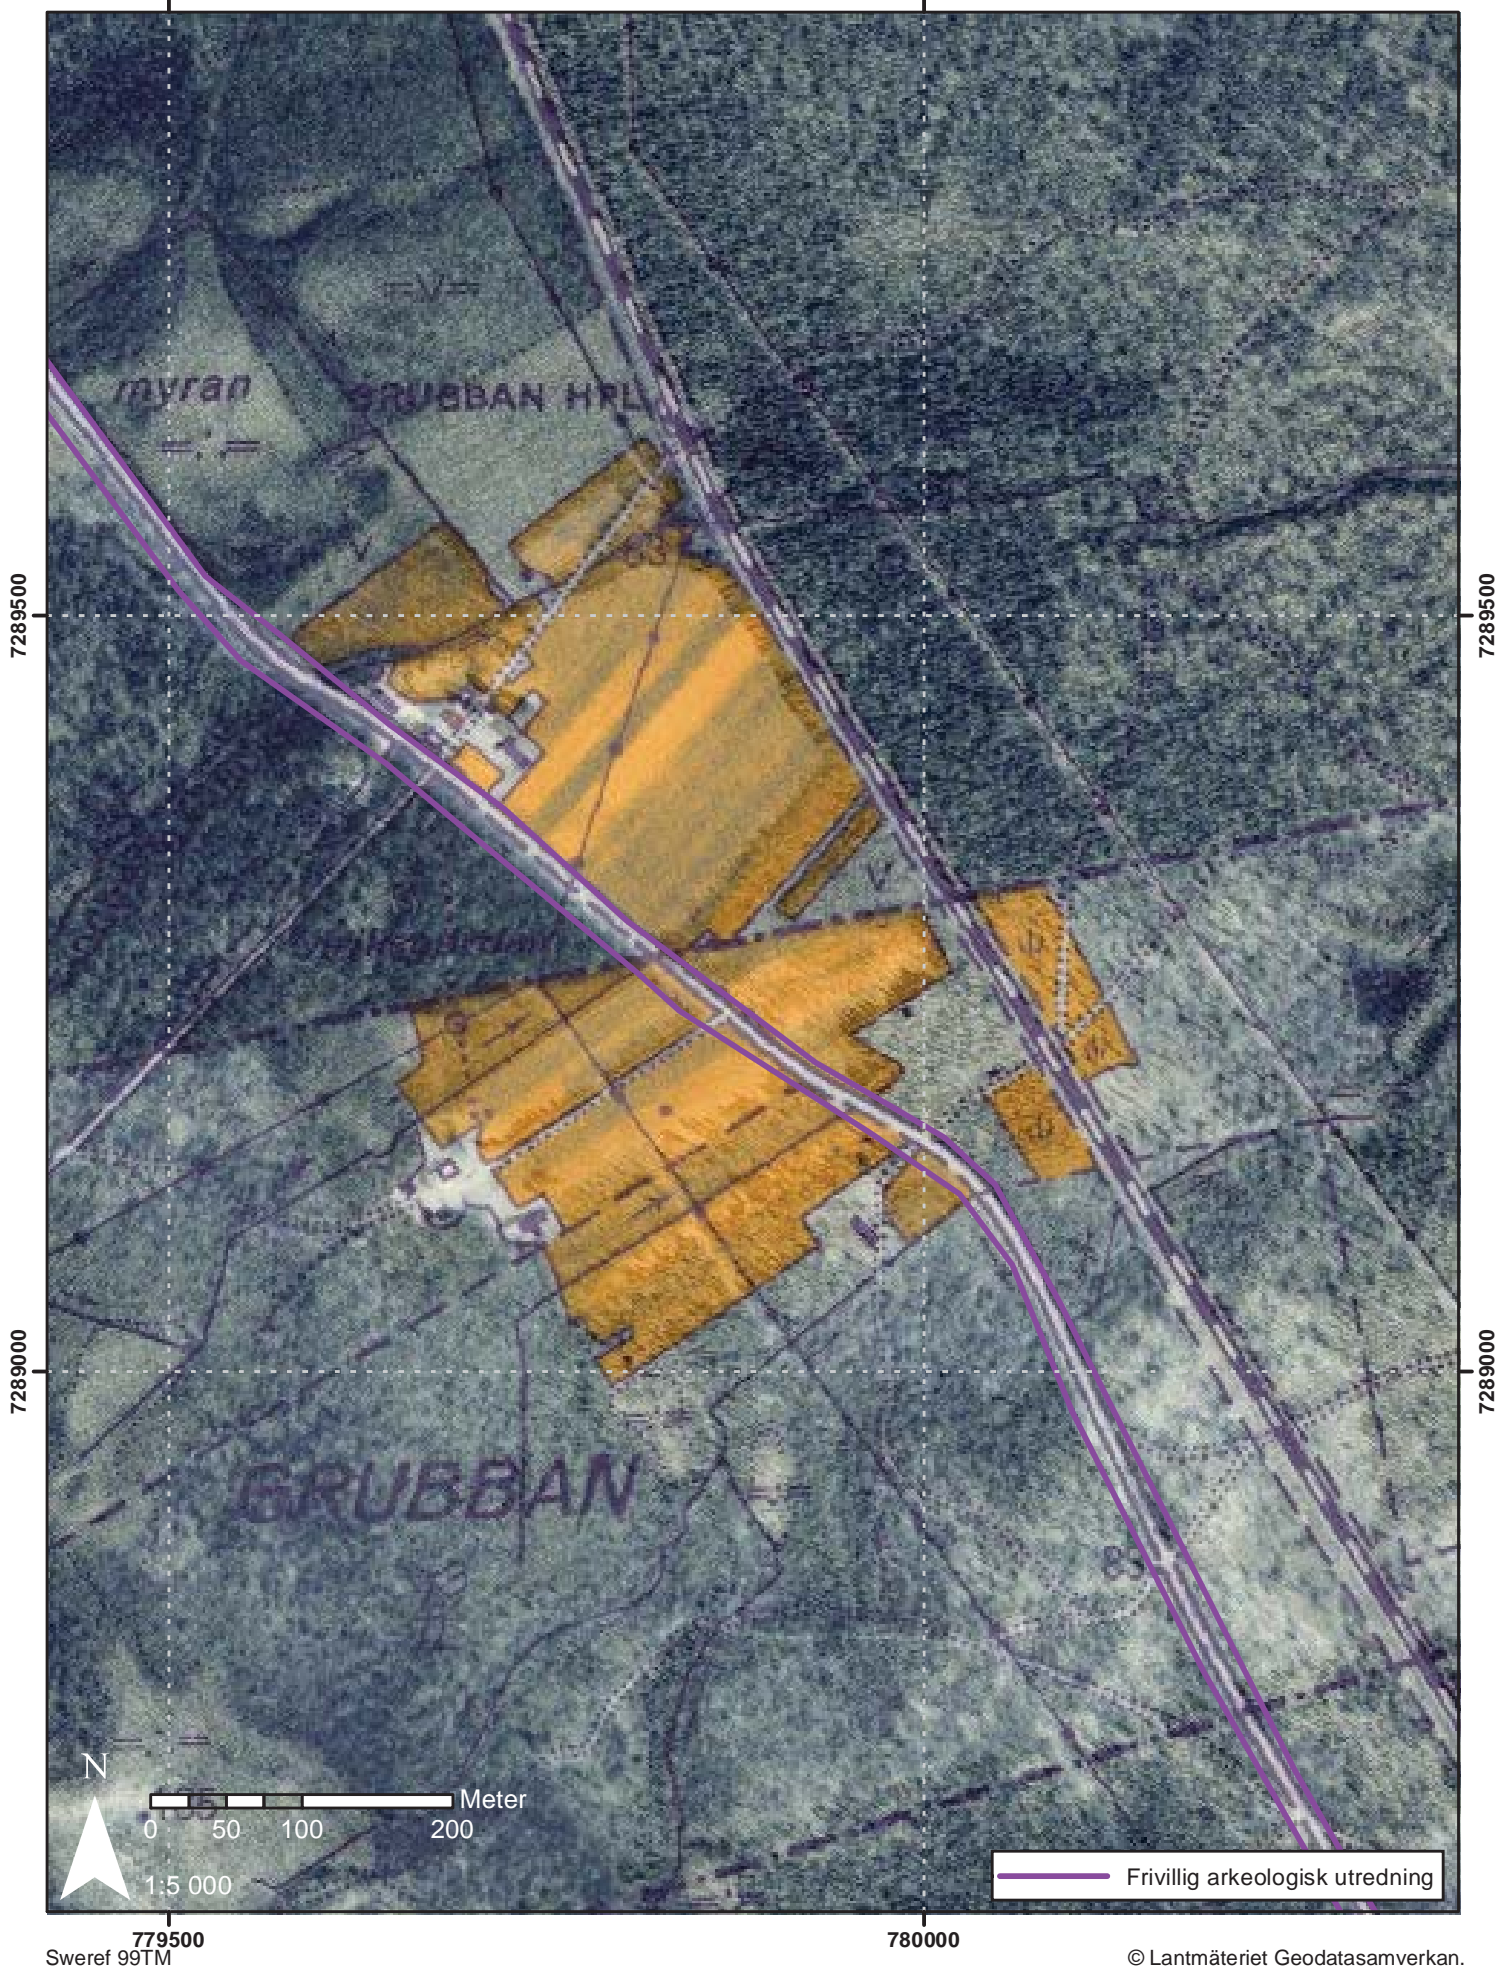 myran
GRUBBAN HPL
7289500
7289500
7289000
7289000
GRUBBAN
N
Meter
0 50 100 200
1:5 000
Frivillig arkeologisk utredning
779500
780000
Sweref 99TM
© Lantmäteriet Geodatasamverkan.